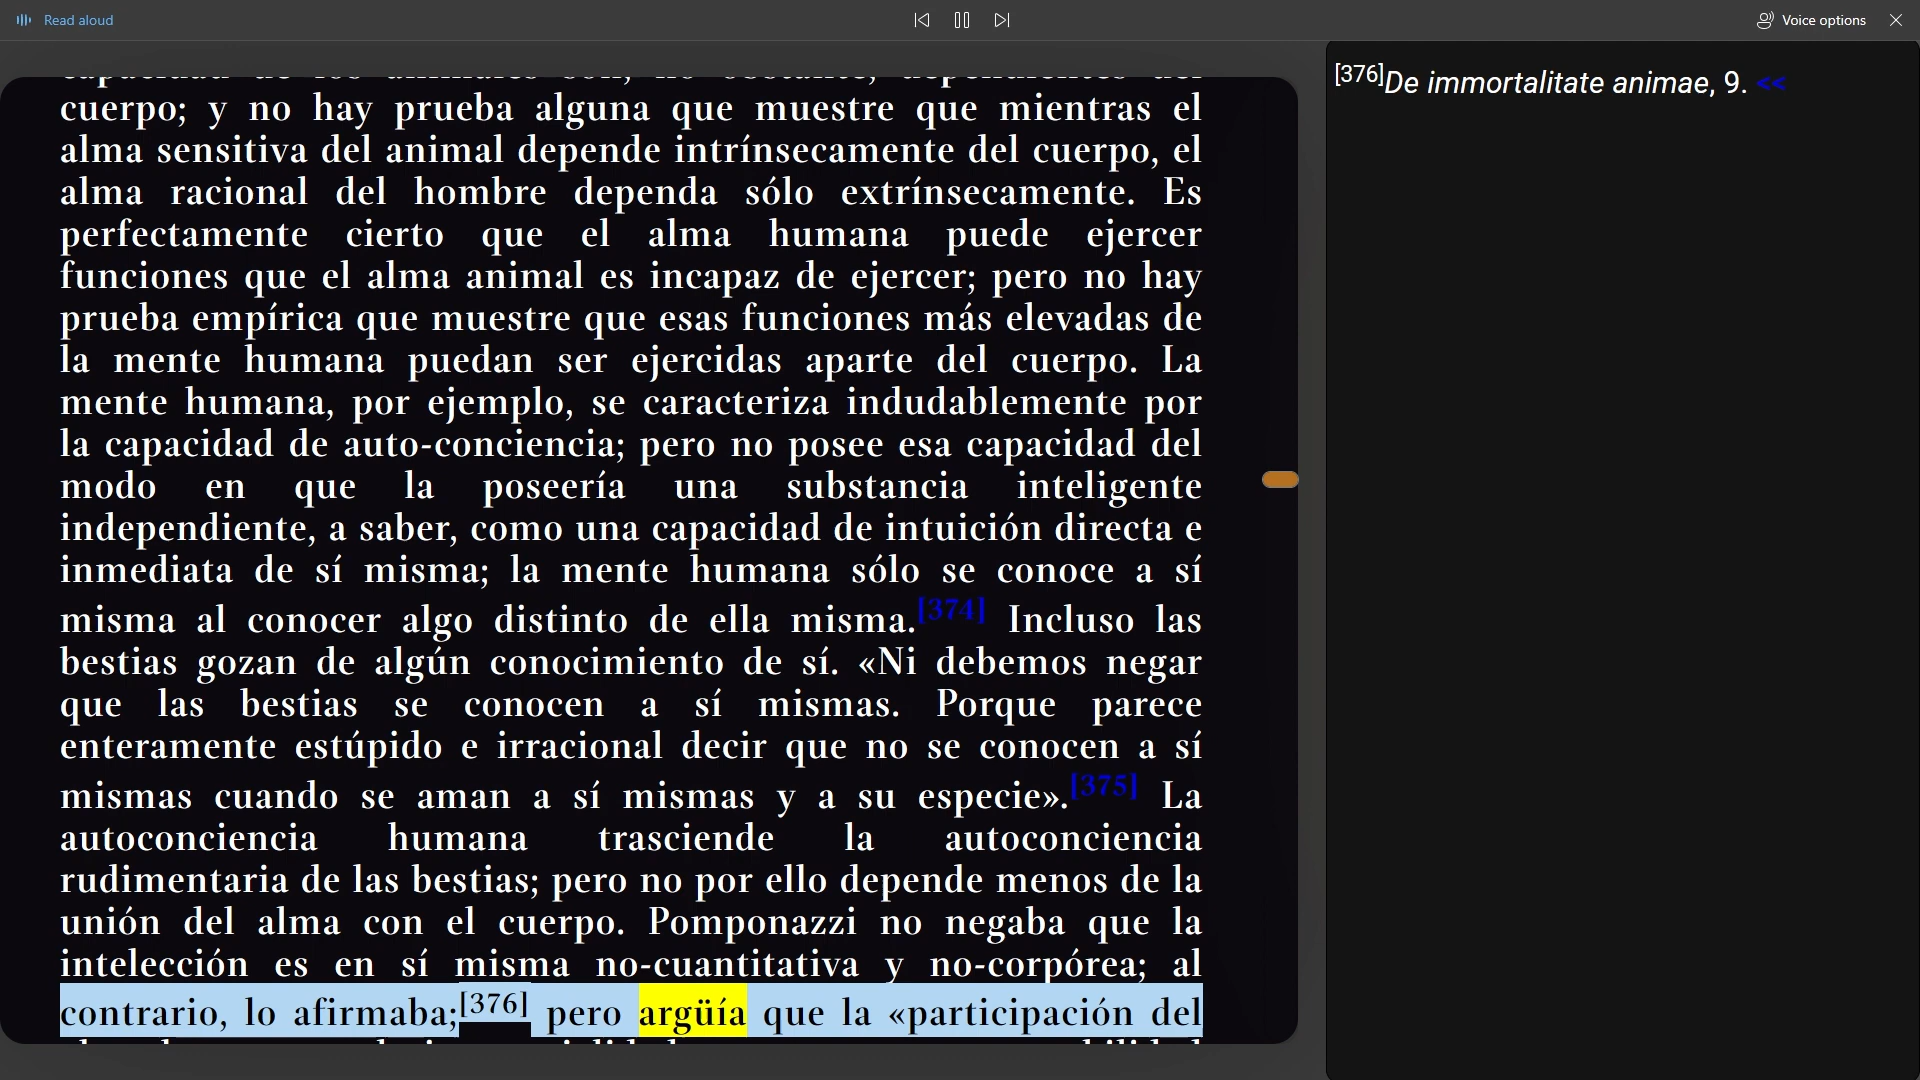 Read aloud
Voice options
capacidad de los animales son, no obstante, dependientes del
cuerpo; y no hay prueba alguna que muestre que mientras el
alma sensitiva del animal depende intrínsecamente del cuerpo, el
alma racional del hombre dependa sólo extrínsecamente. Es
perfectamente cierto que el alma humana puede ejercer
funciones que el alma animal es incapaz de ejercer; pero no hay
prueba empírica que muestre que esas funciones más elevadas de
la mente humana puedan ser ejercidas aparte del cuerpo. La
mente humana, por ejemplo, se caracteriza indudablemente por
la capacidad de auto-conciencia; pero no posee esa capacidad del
modo en que la poseería una substancia inteligente
independiente, a saber, como una capacidad de intuición directa e
inmediata de sí misma; la mente humana sólo se conoce a sí
misma al conocer algo distinto de ella misma.[374] Incluso las
bestias gozan de algún conocimiento de sí. «Ni debemos negar
que las bestias se conocen a sí mismas. Porque parece
enteramente estúpido e irracional decir que no se conocen a sí
mismas cuando se aman a sí mismas y a su especie».[375] La
autoconciencia humana trasciende la autoconciencia
rudimentaria de las bestias; pero no por ello depende menos de la
unión del alma con el cuerpo. Pomponazzi no negaba que la
intelección es en sí misma no-cuantitativa y no-corpórea; al
contrario, lo afirmaba;[376] pero argüía que la «participación del
[376]De immortalitate animae, 9. <<